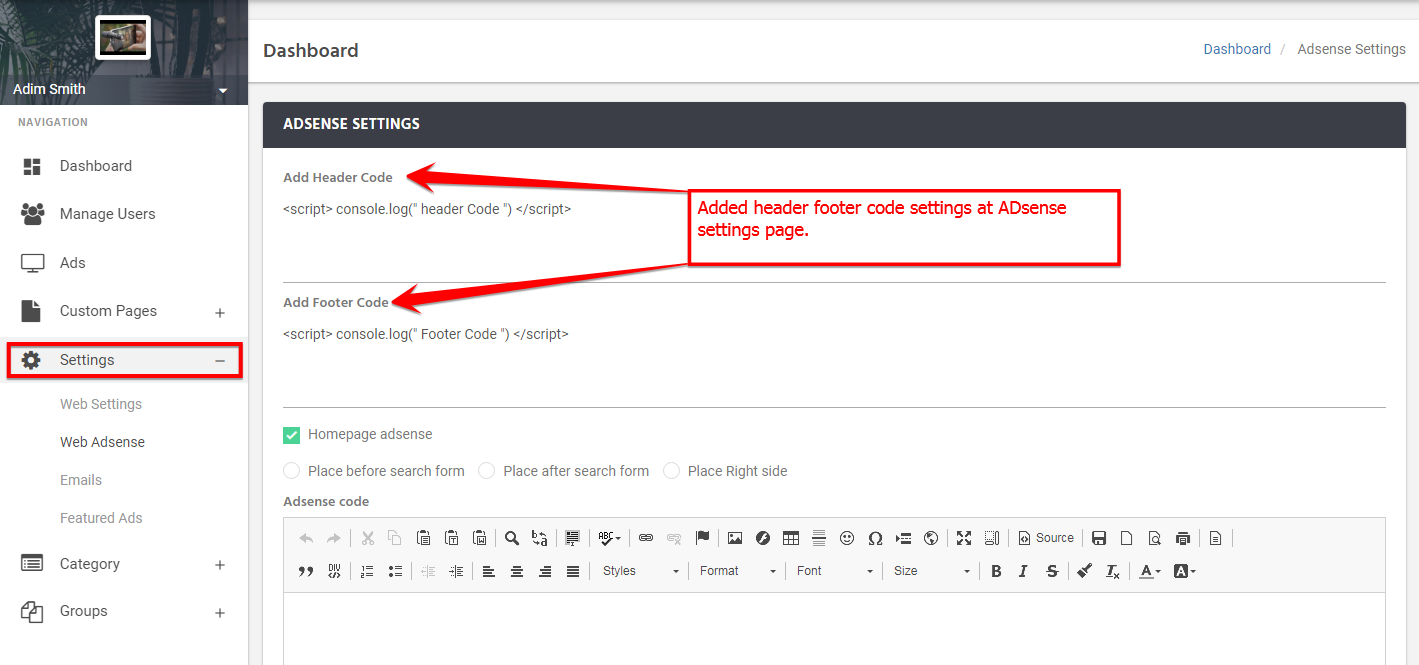 Adim Smith
NAVIGATION
Dashboard
Manage Users
Ads
Custom Pages +
Settings −
Web Settings
Web Adsense
Emails
Featured Ads
Category +
Groups +
Dashboard
Dashboard / Adsense Settings
ADSENSE SETTINGS
Add Header Code
<script> console.log(" header Code ") </script>
Added header footer code settings at ADsense
settings page.
Add Footer Code
<script> console.log(" Footer Code ") </script>
Homepage adsense
Place before search form Place after search form Place Right side
Adsense code
ABC Source
DIV Styles Format Font Size B I S Tx A A